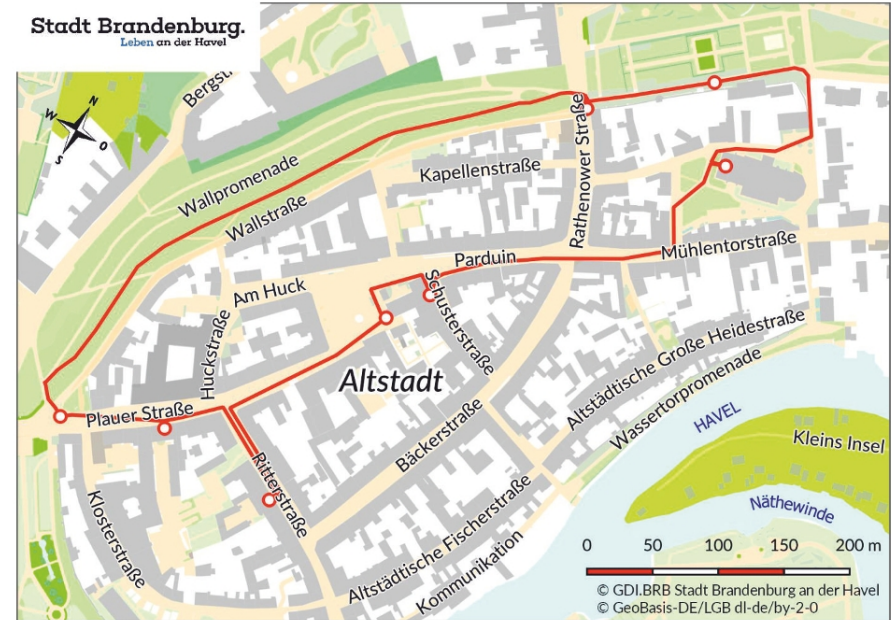 Stadt Brandenburg.
Leben an der Havel
Bergstr
N
W
O
S
Wallpromenade
Wallstraße
Kapellenstraße
Rathenower Straße
Parduin
Mühlentorstraße
Am Huck
Schusterstraße
Huckstraße
Altstadt
Altstädtische Große Heidestraße
Wassertorpromenade
Plauer Straße
Bäckerstraße
HAVEL
Kleins Insel
Ritterstraße
Klosterstraße
Näthewinde
Altstädtische Fischerstraße
Kommunikation
0 50 100 150 200 m
© GDI.BRB Stadt Brandenburg an der Havel
© GeoBasis-DE/LGB dl-de/by-2-0